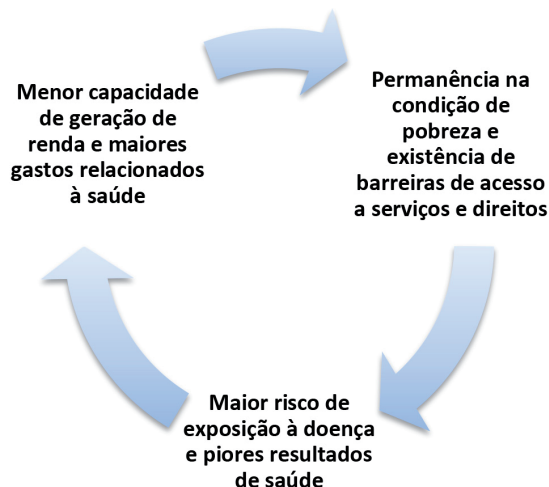 Menor capacidade
de geração de
renda e maiores
gastos relacionados
à saúde
Permanência na
condição de
pobreza e
existência de
barreiras de acesso
a serviços e direitos
Maior risco de
exposição à doença
e piores resultados
de saúde